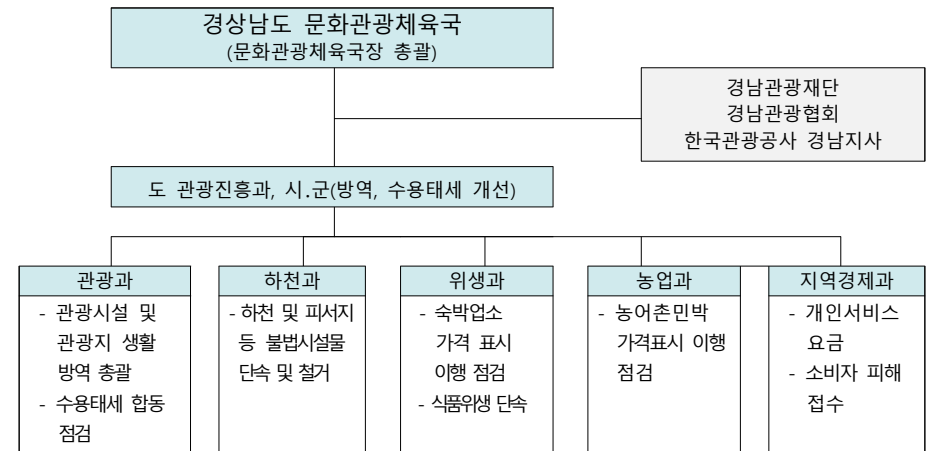 경상남도 문화관광체육국
(문화관광체육국장 총괄)
경남관광재단
경남관광협회
한국관광공사 경남지사
도 관광진흥과, 시.군(방역, 수용태세 개선)
관광과
- 관광시설 및
관광지 생활
방역 총괄
- 수용태세 합동
점검
하천과
- 하천 및 피서지
등 불법시설물
단속 및 철거
위생과
- 숙박업소
가격 표시
이행 점검
- 식품위생 단속
농업과
- 농어촌민박
가격표시 이행
점검
지역경제과
- 개인서비스
요금
- 소비자 피해
접수